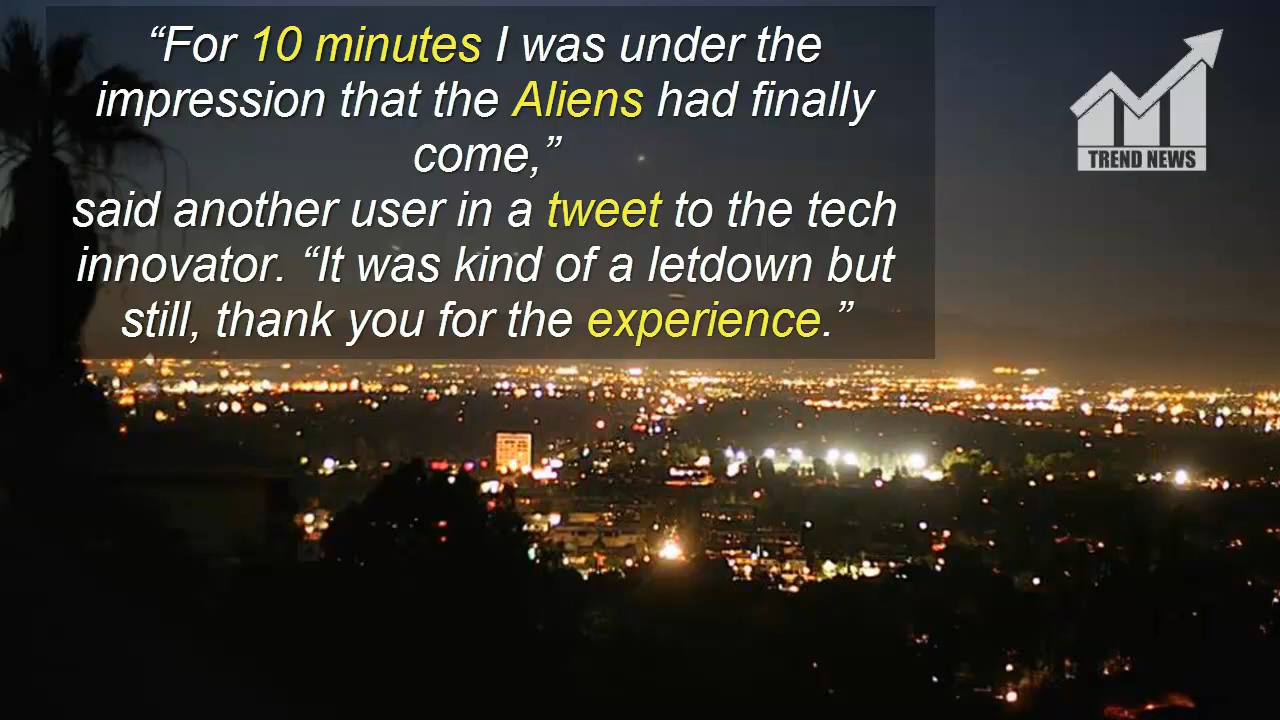 “For 10 minutes I was under the
impression that the Aliens had finally
come,”
said another user in a tweet to the tech
innovator. “It was kind of a letdown but
still, thank you for the experience.”
TREND NEWS